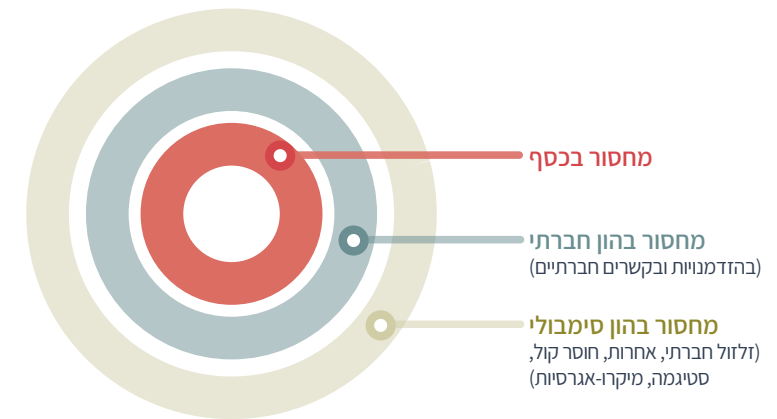 מחסור בכסף
מחסור בהון חברתי
(בהזדמנויות ובקשרים חברתיים)
מחסור בהון סימבולי
(זלזול חברתי, אחרות, חוסר קול,
סטיגמה, מיקרו-אגרסיות)